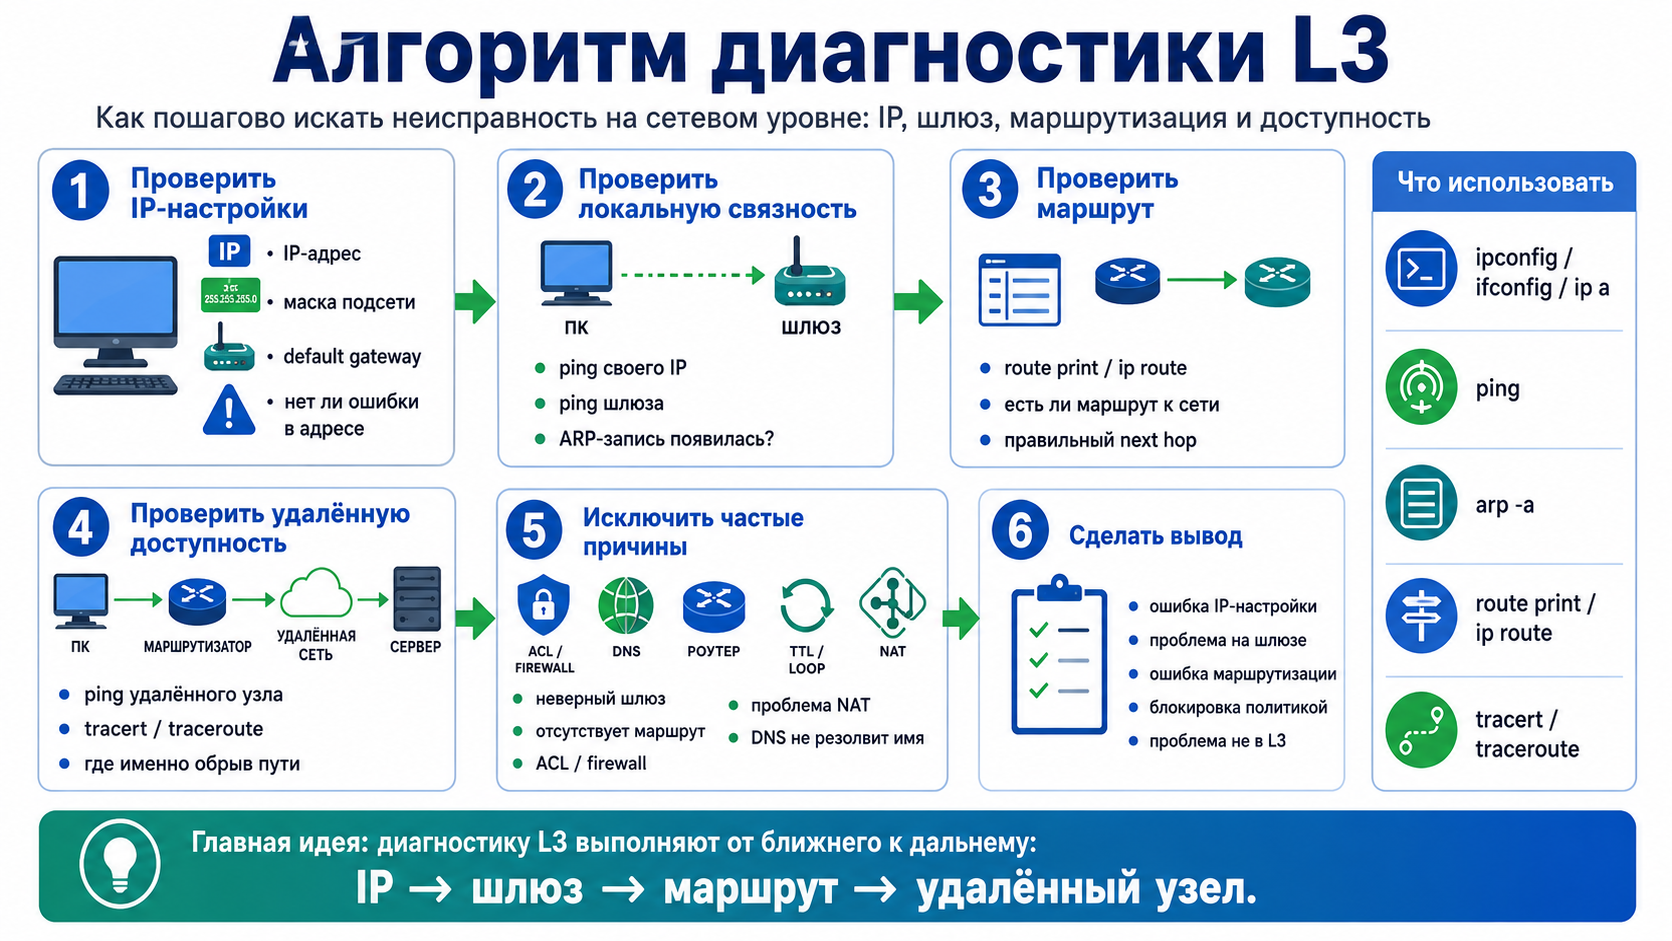 Алгоритм диагностики L3
Как пошагово искать неисправность на сетевом уровне: IP, шлюз, маршрутизация и доступность
1
Проверить
IP-настройки
IP
• IP-адрес
255.255.255.0
• маска подсети
• default gateway
• нет ли ошибки
в адресе
2
Проверить
локальную связность
ПК
ШЛЮЗ
• ping своего IP
• ping шлюза
• ARP-запись появилась?
3
Проверить
маршрут
• route print / ip route
• есть ли маршрут к сети
• правильный next hop
4
Проверить удалённую
доступность
ПК
МАРШРУТИЗАТОР
УДАЛЁННАЯ
СЕТЬ
СЕРВЕР
• ping удалённого узла
• tracert / traceroute
• где именно обрыв пути
5
Исключить частые
причины
ACL /
FIREWALL
DNS
РОУТЕР
TTL /
LOOP
NAT
• неверный шлюз
• отсутствует маршрут
• ACL / firewall
• проблема NAT
• DNS не резолвит имя
6
Сделать вывод
• ошибка IP-настройки
• проблема на шлюзе
• ошибка маршрутизации
• блокировка политикой
• проблема не в L3
Что использовать
ipconfig /
ifconfig / ip a
ping
arp -a
route print /
ip route
tracert /
traceroute
Главная идея: диагностику L3 выполняют от ближнего к дальнему:
IP → шлюз → маршрут → удалённый узел.